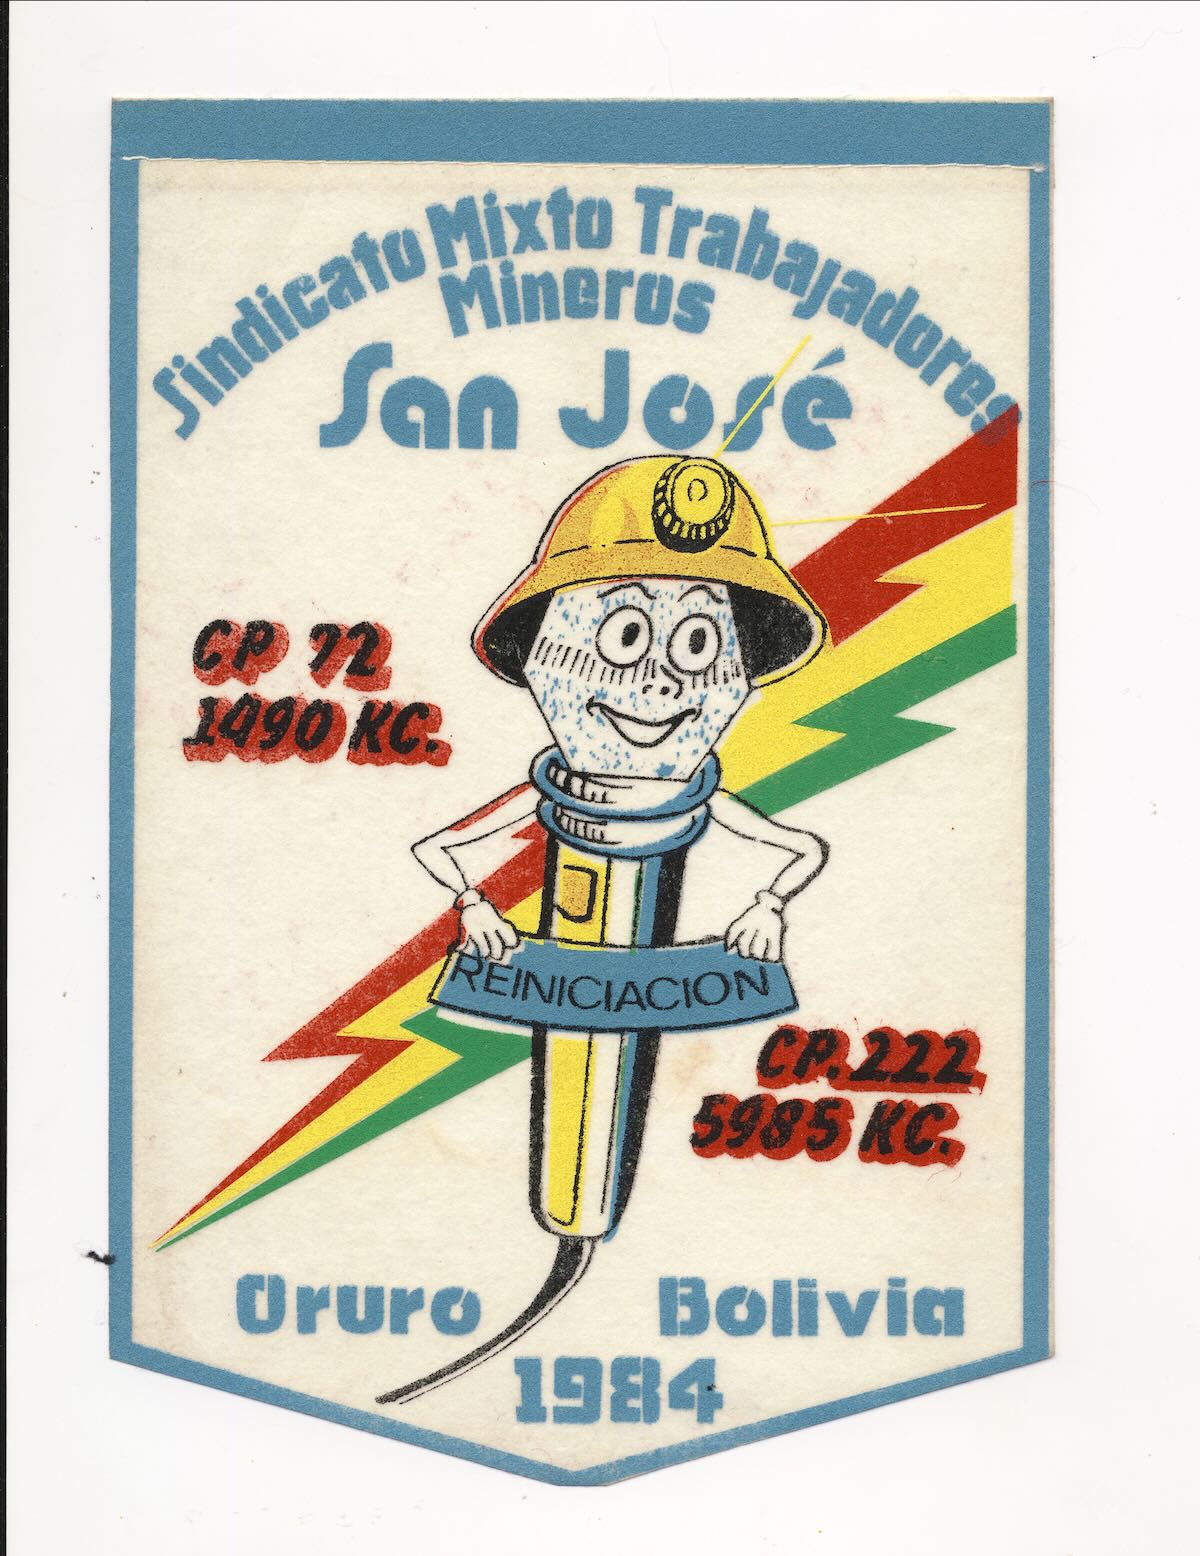 Sindicato Mixto Trabajadores
Mineros
San José
CP 72
1490 KC.
REINICIACION
CP. 222
5985 KC.
Oruro Bolivia
1984